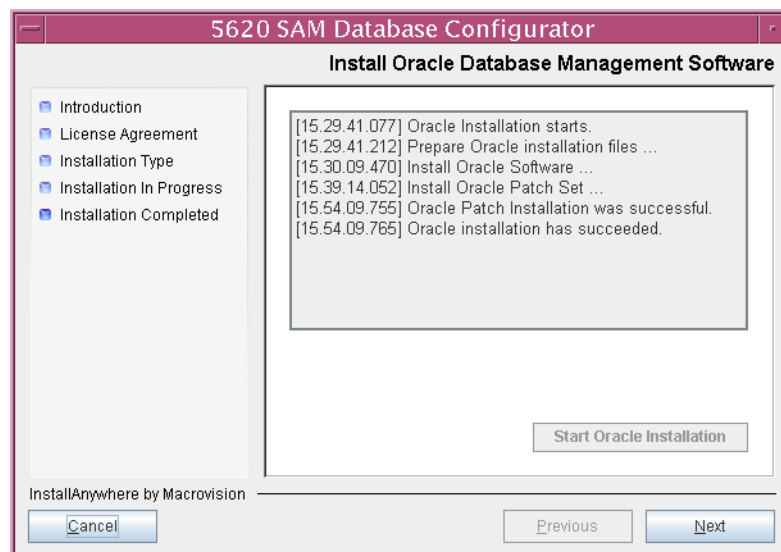 5620 SAM Database Configurator
Install Oracle Database Management Software
Introduction
License Agreement
Installation Type
Installation In Progress
Installation Completed
[15.29.41.077] Oracle Installation starts.
[15.29.41.212] Prepare Oracle installation files ...
[15.30.09.470] Install Oracle Software ...
[15.39.14.052] Install Oracle Patch Set ...
[15.54.09.755] Oracle Patch Installation was successful.
[15.54.09.765] Oracle installation has succeeded.
Start Oracle Installation
InstallAnywhere by Macrovision
Cancel
Previous
Next